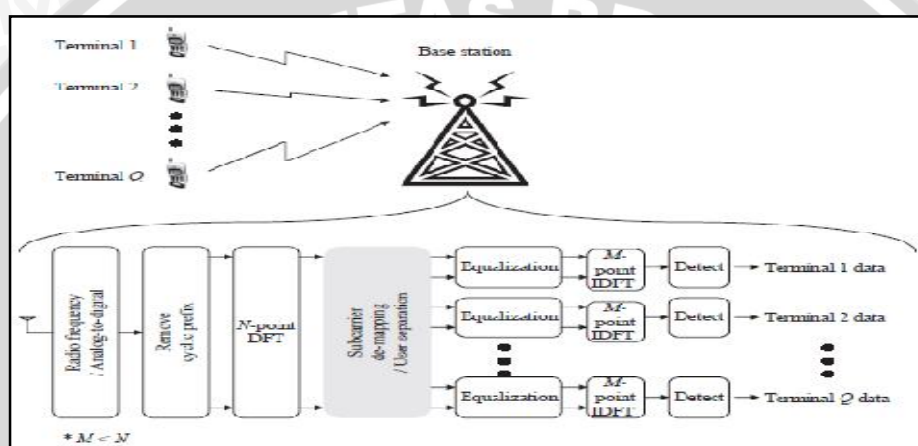 Terminal 1
Base station
Terminal 2
Terminal Q
Radio frequency
/ Analog-to-digital
Remove
cyclic prefix
N-point
DFT
Subcarrier
de-mapping
/ User separation
Equalization
M-
point
IDFT
Detect
Terminal 1 data
Equalization
M-
point
IDFT
Detect
Terminal 2 data
Equalization
M-
point
IDFT
Detect
Terminal Q data
* M < N